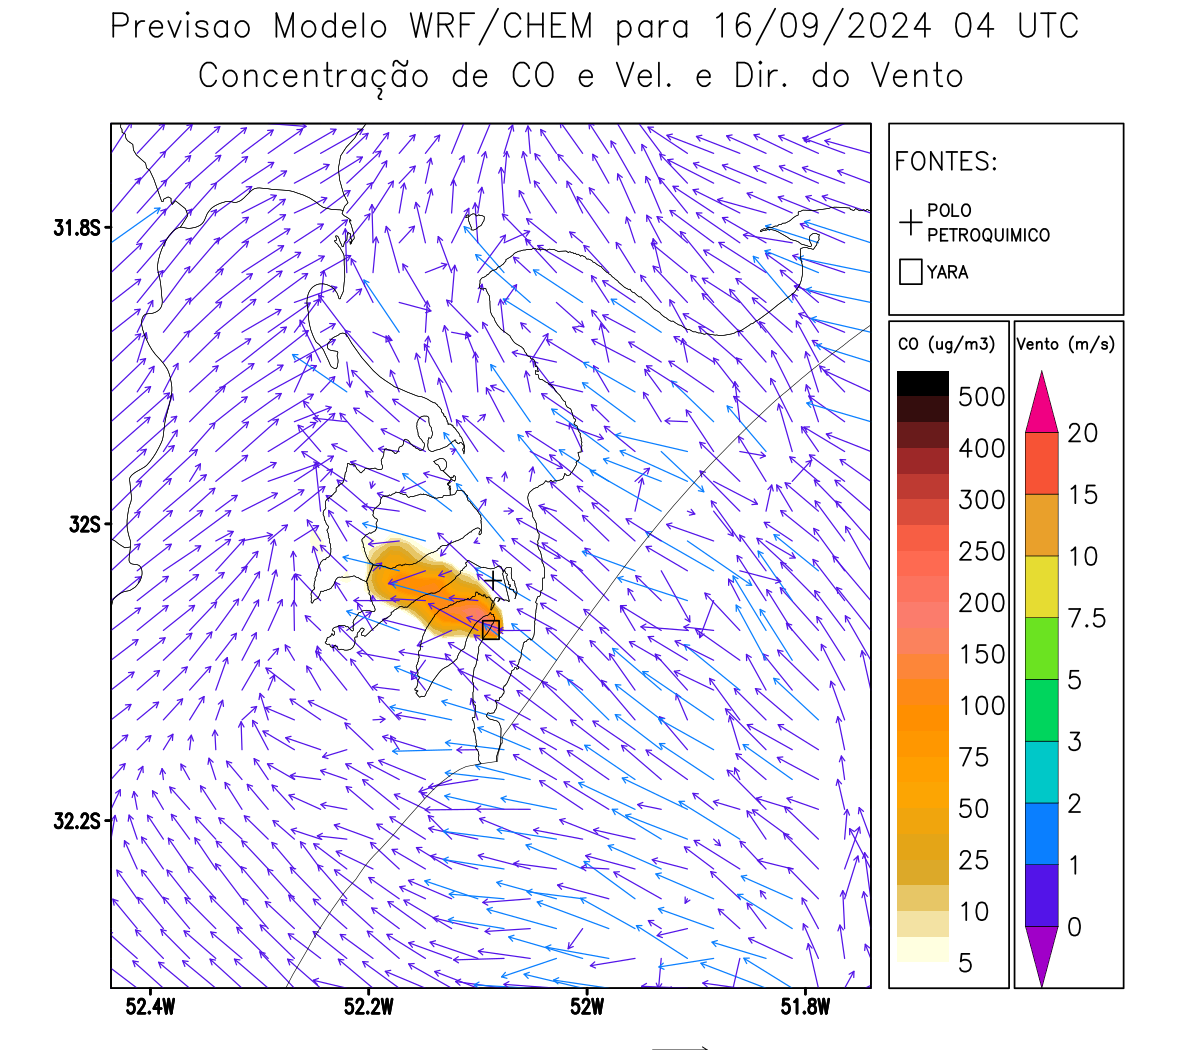 Previsao Modelo WRF/CHEM para 16/09/2024 04 UTC
Concentração de CO e Vel. e Dir. do Vento
FONTES:
POLO
PETROQUIMICO
YARA
CO (ug/m3)
500
400
300
250
200
150
100
75
50
25
10
5
Vento (m/s)
20
15
10
7.5
5
3
2
1
0
31.8S
32S
32.2S
52.4W
52.2W
52W
51.8W